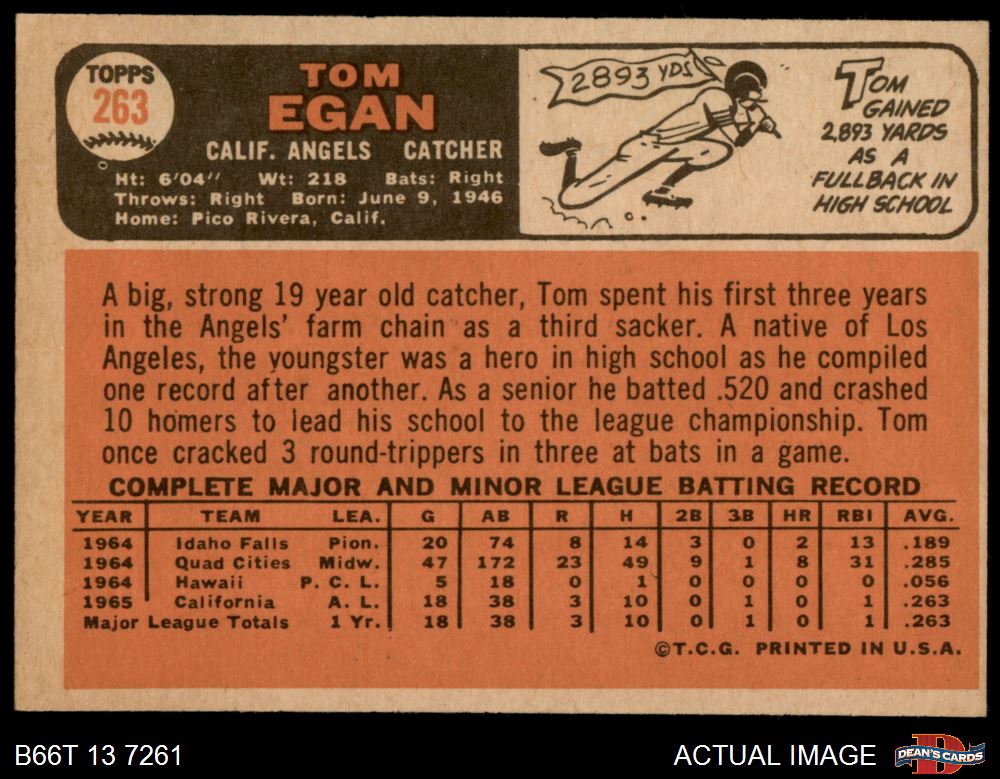 TOPPS
263
TOM
EGAN
CALIF. ANGELS CATCHER
Ht: 6'04" Wt: 218 Bats: Right
Throws: Right Born: June 9, 1946
Home: Pico Rivera, Calif.
2893 YDS
TOM
GAINED
2,893 YARDS
AS A
FULLBACK IN
HIGH SCHOOL
A big, strong 19 year old catcher, Tom spent his first three years
in the Angels' farm chain as a third sacker. A native of Los
Angeles, the youngster was a hero in high school as he compiled
one record after another. As a senior he batted .520 and crashed
10 homers to lead his school to the league championship. Tom
once cracked 3 round-trippers in three at bats in a game.
COMPLETE MAJOR AND MINOR LEAGUE BATTING RECORD
YEAR TEAM LEA. G AB R H 2B 3B HR RBI AVG.
1964 Idaho Falls Pion. 20 74 8 14 3 0 2 13 .189
1964 Quad Cities Midw. 47 172 23 49 9 1 8 31 .285
1964 Hawaii P. C. L. 5 18 0 1 0 0 0 0 .056
1965 California A. L. 18 38 3 10 0 1 0 1 .263
Major League Totals 1 Yr. 18 38 3 10 0 1 0 1 .263
©T.C.G. PRINTED IN U.S.A.
B66T 13 7261
ACTUAL IMAGE
DEAN'S CARDS